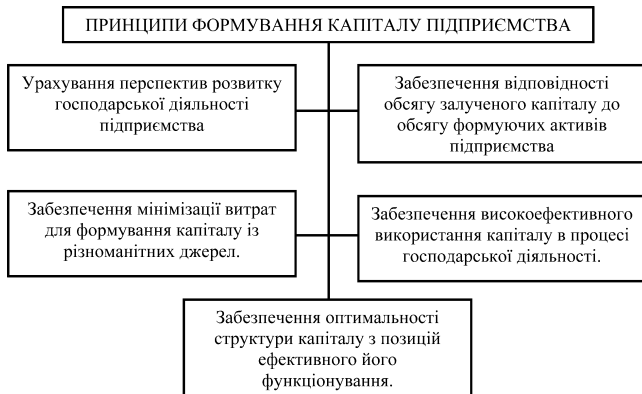 ПРИНЦИПИ ФОРМУВАННЯ КАПІТАЛУ ПІДПРИЄМСТВА
Урахування перспектив розвитку
господарської діяльності
підприємства
Забезпечення відповідності
обсягу залученого капіталу до
обсягу формуючих активів
підприємства
Забезпечення мінімізації витрат
для формування капіталу із
різноманітних джерел.
Забезпечення високоефективного
використання капіталу в процесі
господарської діяльності.
Забезпечення оптимальності
структури капіталу з позицій
ефективного його
функціонування.